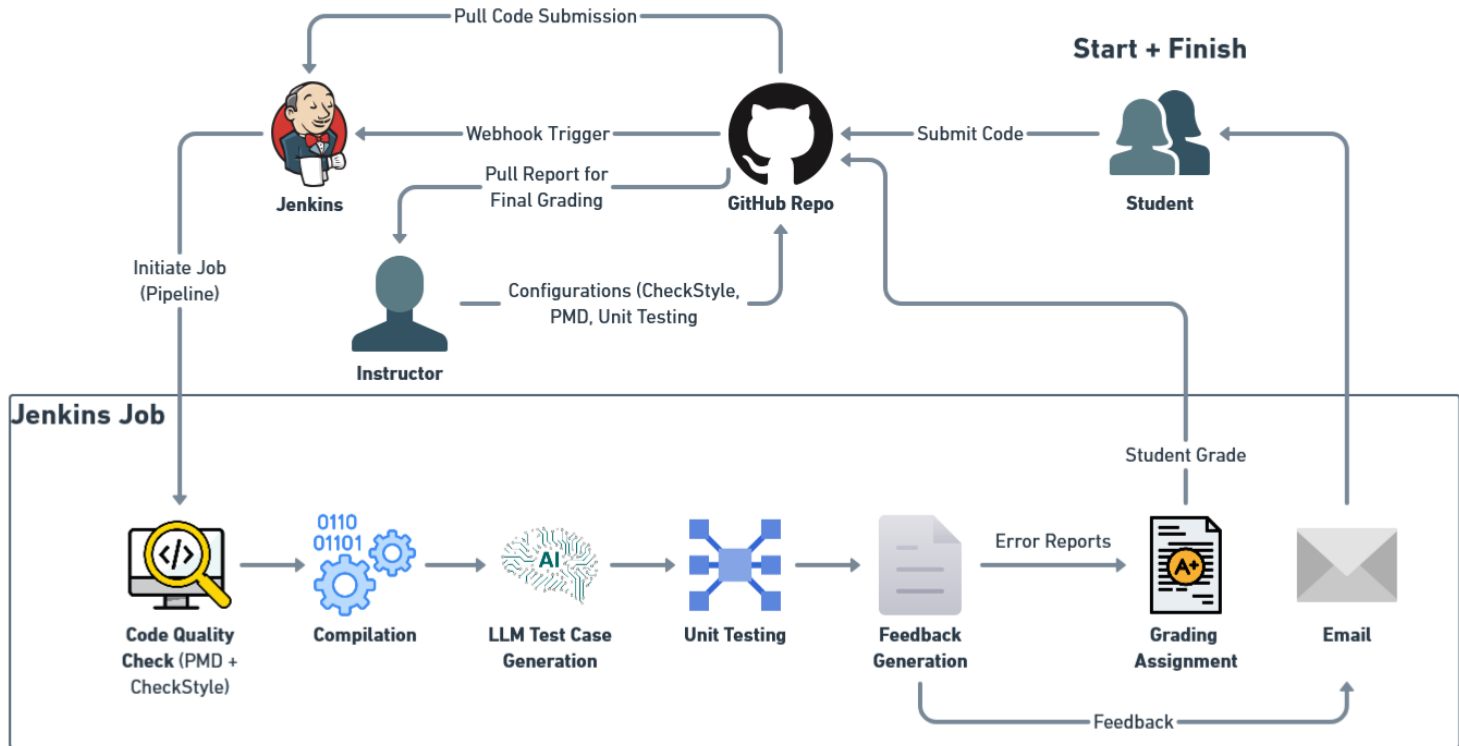 Pull Code Submission
Start + Finish
Webhook Trigger
Submit Code
Pull Report for
Final Grading
Jenkins
GitHub Repo
Student
Initiate Job
(Pipeline)
Configurations (CheckStyle,
PMD, Unit Testing
Instructor
Jenkins Job
Student Grade
0110
01101
</>
AI
A+
Error Reports
Code Quality
Check (PMD +
CheckStyle)
Compilation
LLM Test Case
Generation
Unit Testing
Feedback
Generation
Grading
Assignment
Email
Feedback